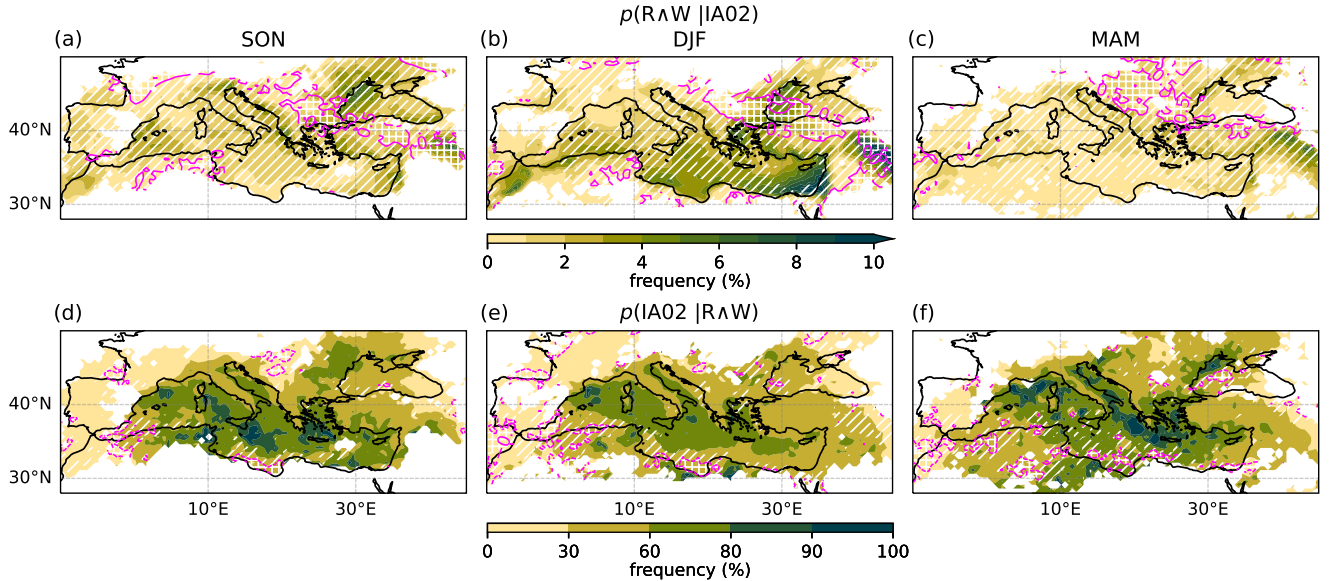 p(R∧W |IA02)
(a) SON (b) DJF (c) MAM
40°N
30°N
0 2 4 6 8 10
frequency (%)
(d) (e) p(IA02 |R∧W) (f)
40°N
30°N
10°E 30°E 10°E 30°E 10°E 30°E
0 30 60 80 90 100
frequency (%)